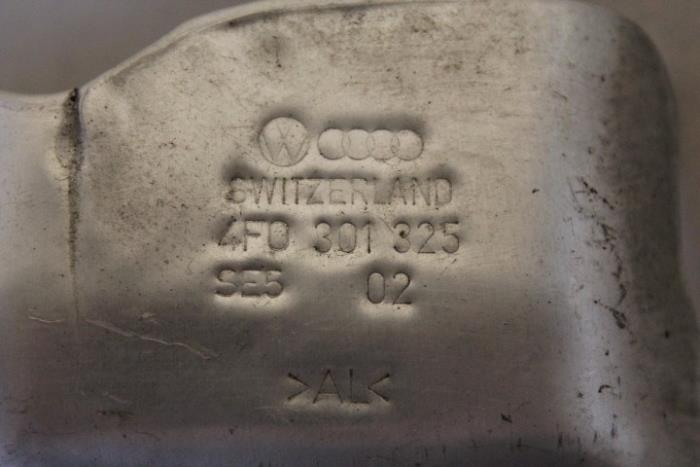 SWITZERLAND
4F0 301 325
SE5 02
>AL<